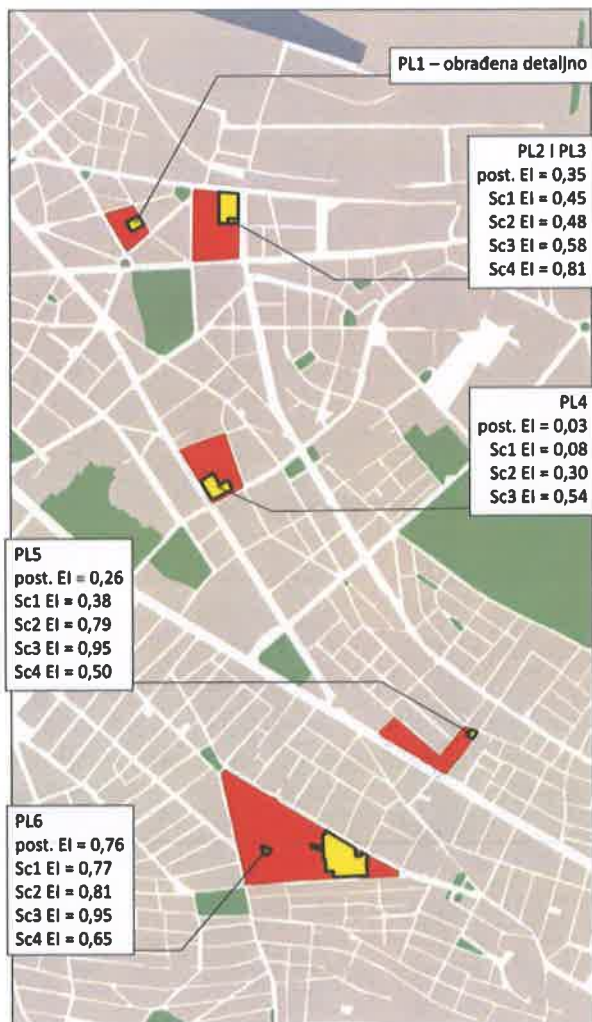 PL1 – obrađena detaljno
PL2 I PL3
post. EI = 0,35
Sc1 EI = 0,45
Sc2 EI = 0,48
Sc3 EI = 0,58
Sc4 EI = 0,81
PL4
post. EI = 0,03
Sc1 EI = 0,08
Sc2 EI = 0,30
Sc3 EI = 0,54
PL5
post. EI = 0,26
Sc1 EI = 0,38
Sc2 EI = 0,79
Sc3 EI = 0,95
Sc4 EI = 0,50
PL6
post. EI = 0,76
Sc1 EI = 0,77
Sc2 EI = 0,81
Sc3 EI = 0,95
Sc4 EI = 0,65